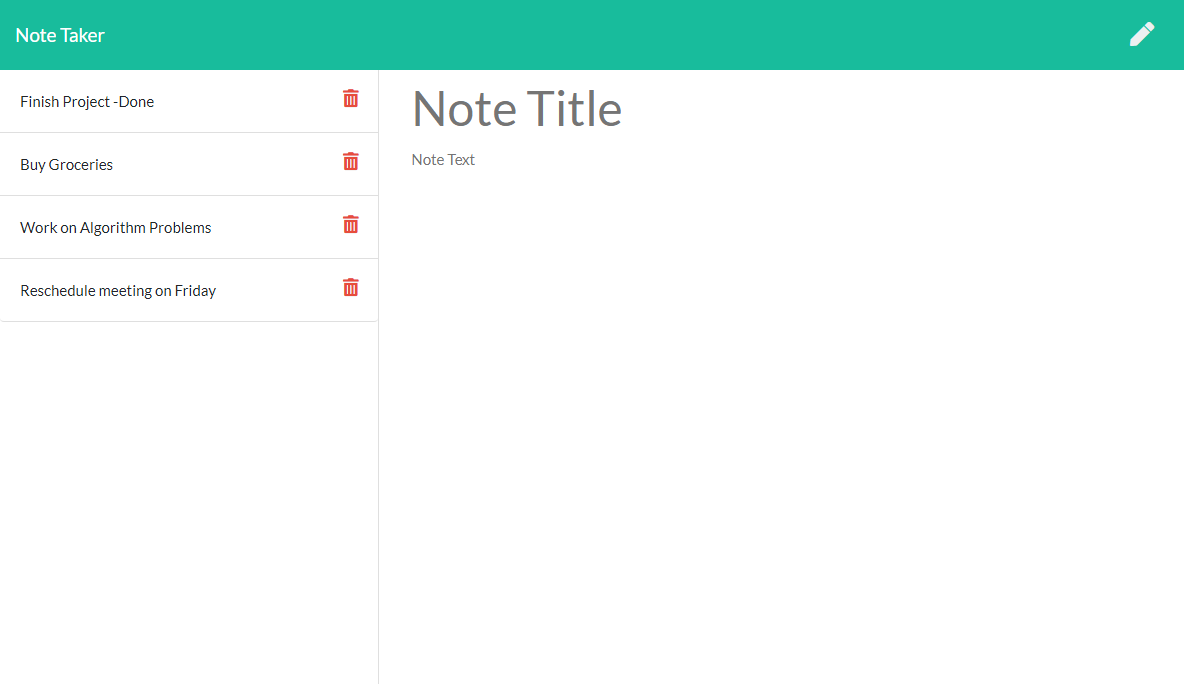 Note Taker
Finish Project -Done
Buy Groceries
Work on Algorithm Problems
Reschedule meeting on Friday
Note Title
Note Text